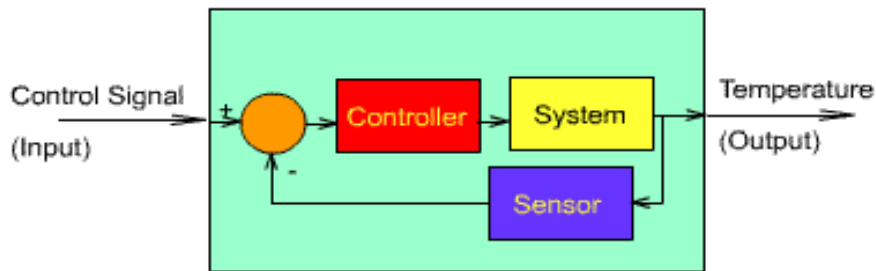 Control Signal
(Input)
+
-
Controller
System
Sensor
Temperature
(Output)